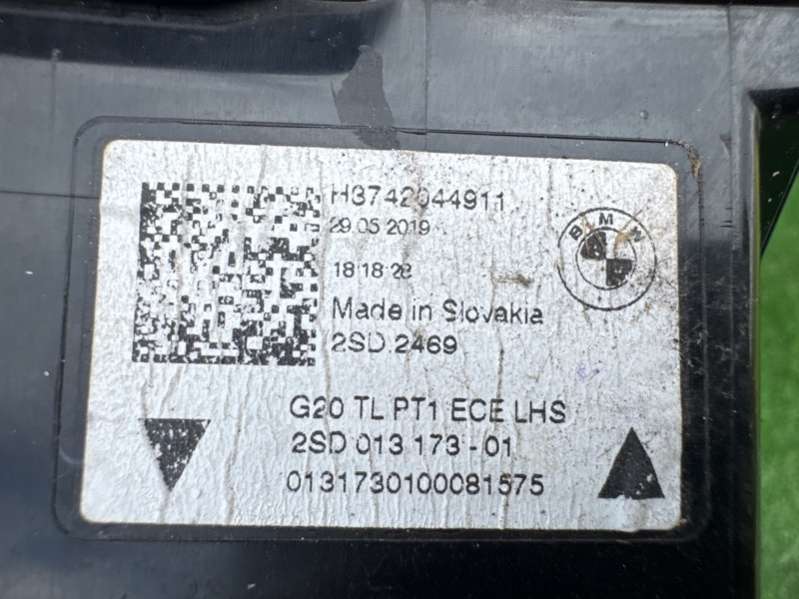 H3742044911
29.05.2019
18:18:28
BMW
Made in Slovakia
2SD.2469
G20 TL PT1 ECE LHS
2SD 013 173-01
0131730100081575